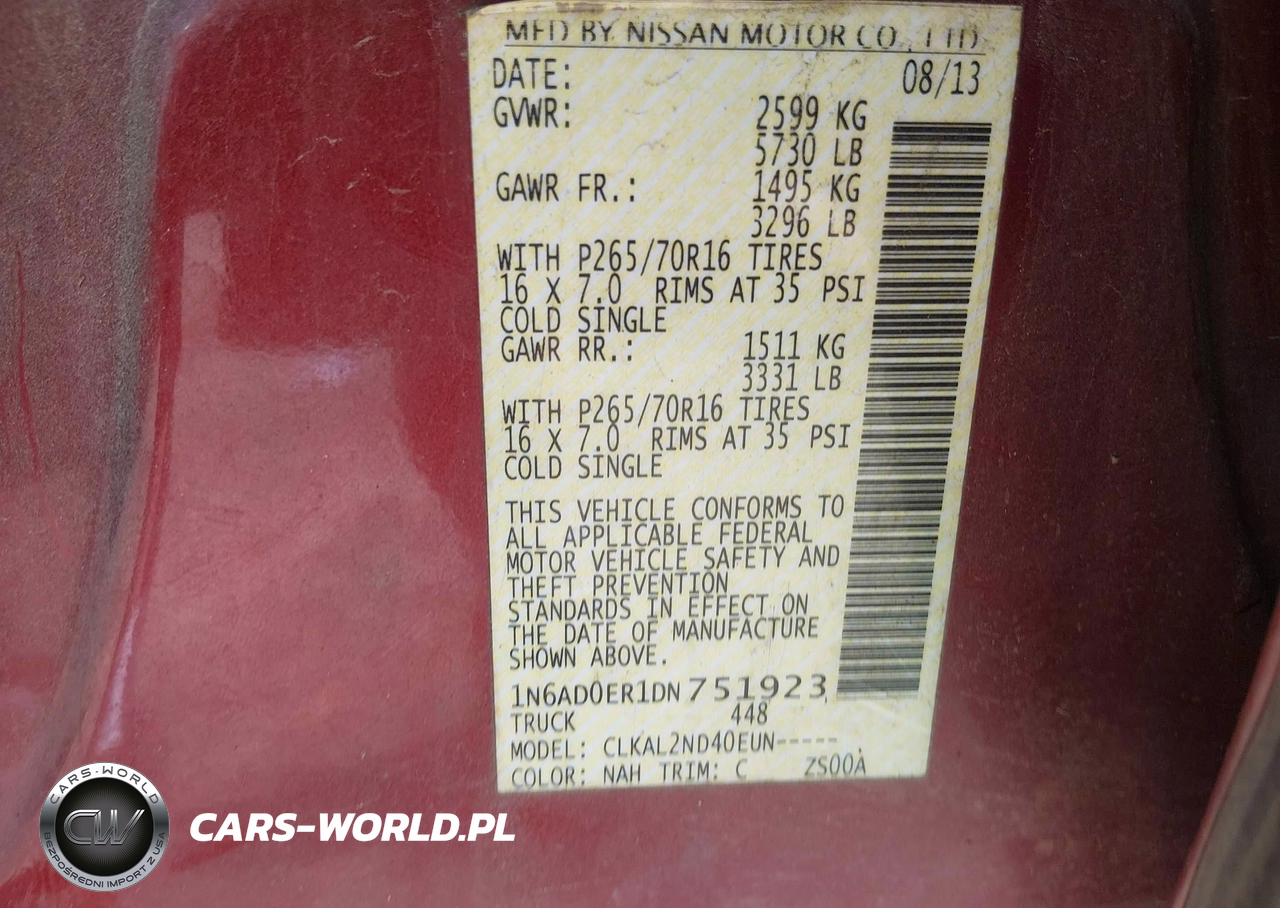 MFD BY NISSAN MOTOR CO., LTD.
DATE: 08/13
GVWR: 2599 KG
5730 LB
GAWR FR.: 1495 KG
3296 LB
WITH P265/70R16 TIRES
16 X 7.0 RIMS AT 35 PSI
COLD SINGLE
GAWR RR.: 1511 KG
3331 LB
WITH P265/70R16 TIRES
16 X 7.0 RIMS AT 35 PSI
COLD SINGLE
THIS VEHICLE CONFORMS TO
ALL APPLICABLE FEDERAL
MOTOR VEHICLE SAFETY AND
THEFT PREVENTION
STANDARDS IN EFFECT ON
THE DATE OF MANUFACTURE
SHOWN ABOVE.
1N6AD0ER1DN751923
TRUCK 448
MODEL: CLKAL2ND40EUN-----
COLOR: NAH TRIM: C ZS00A
CARS-WORLD
CW
BEZPOŚREDNI IMPORT Z USA
CARS-WORLD.PL